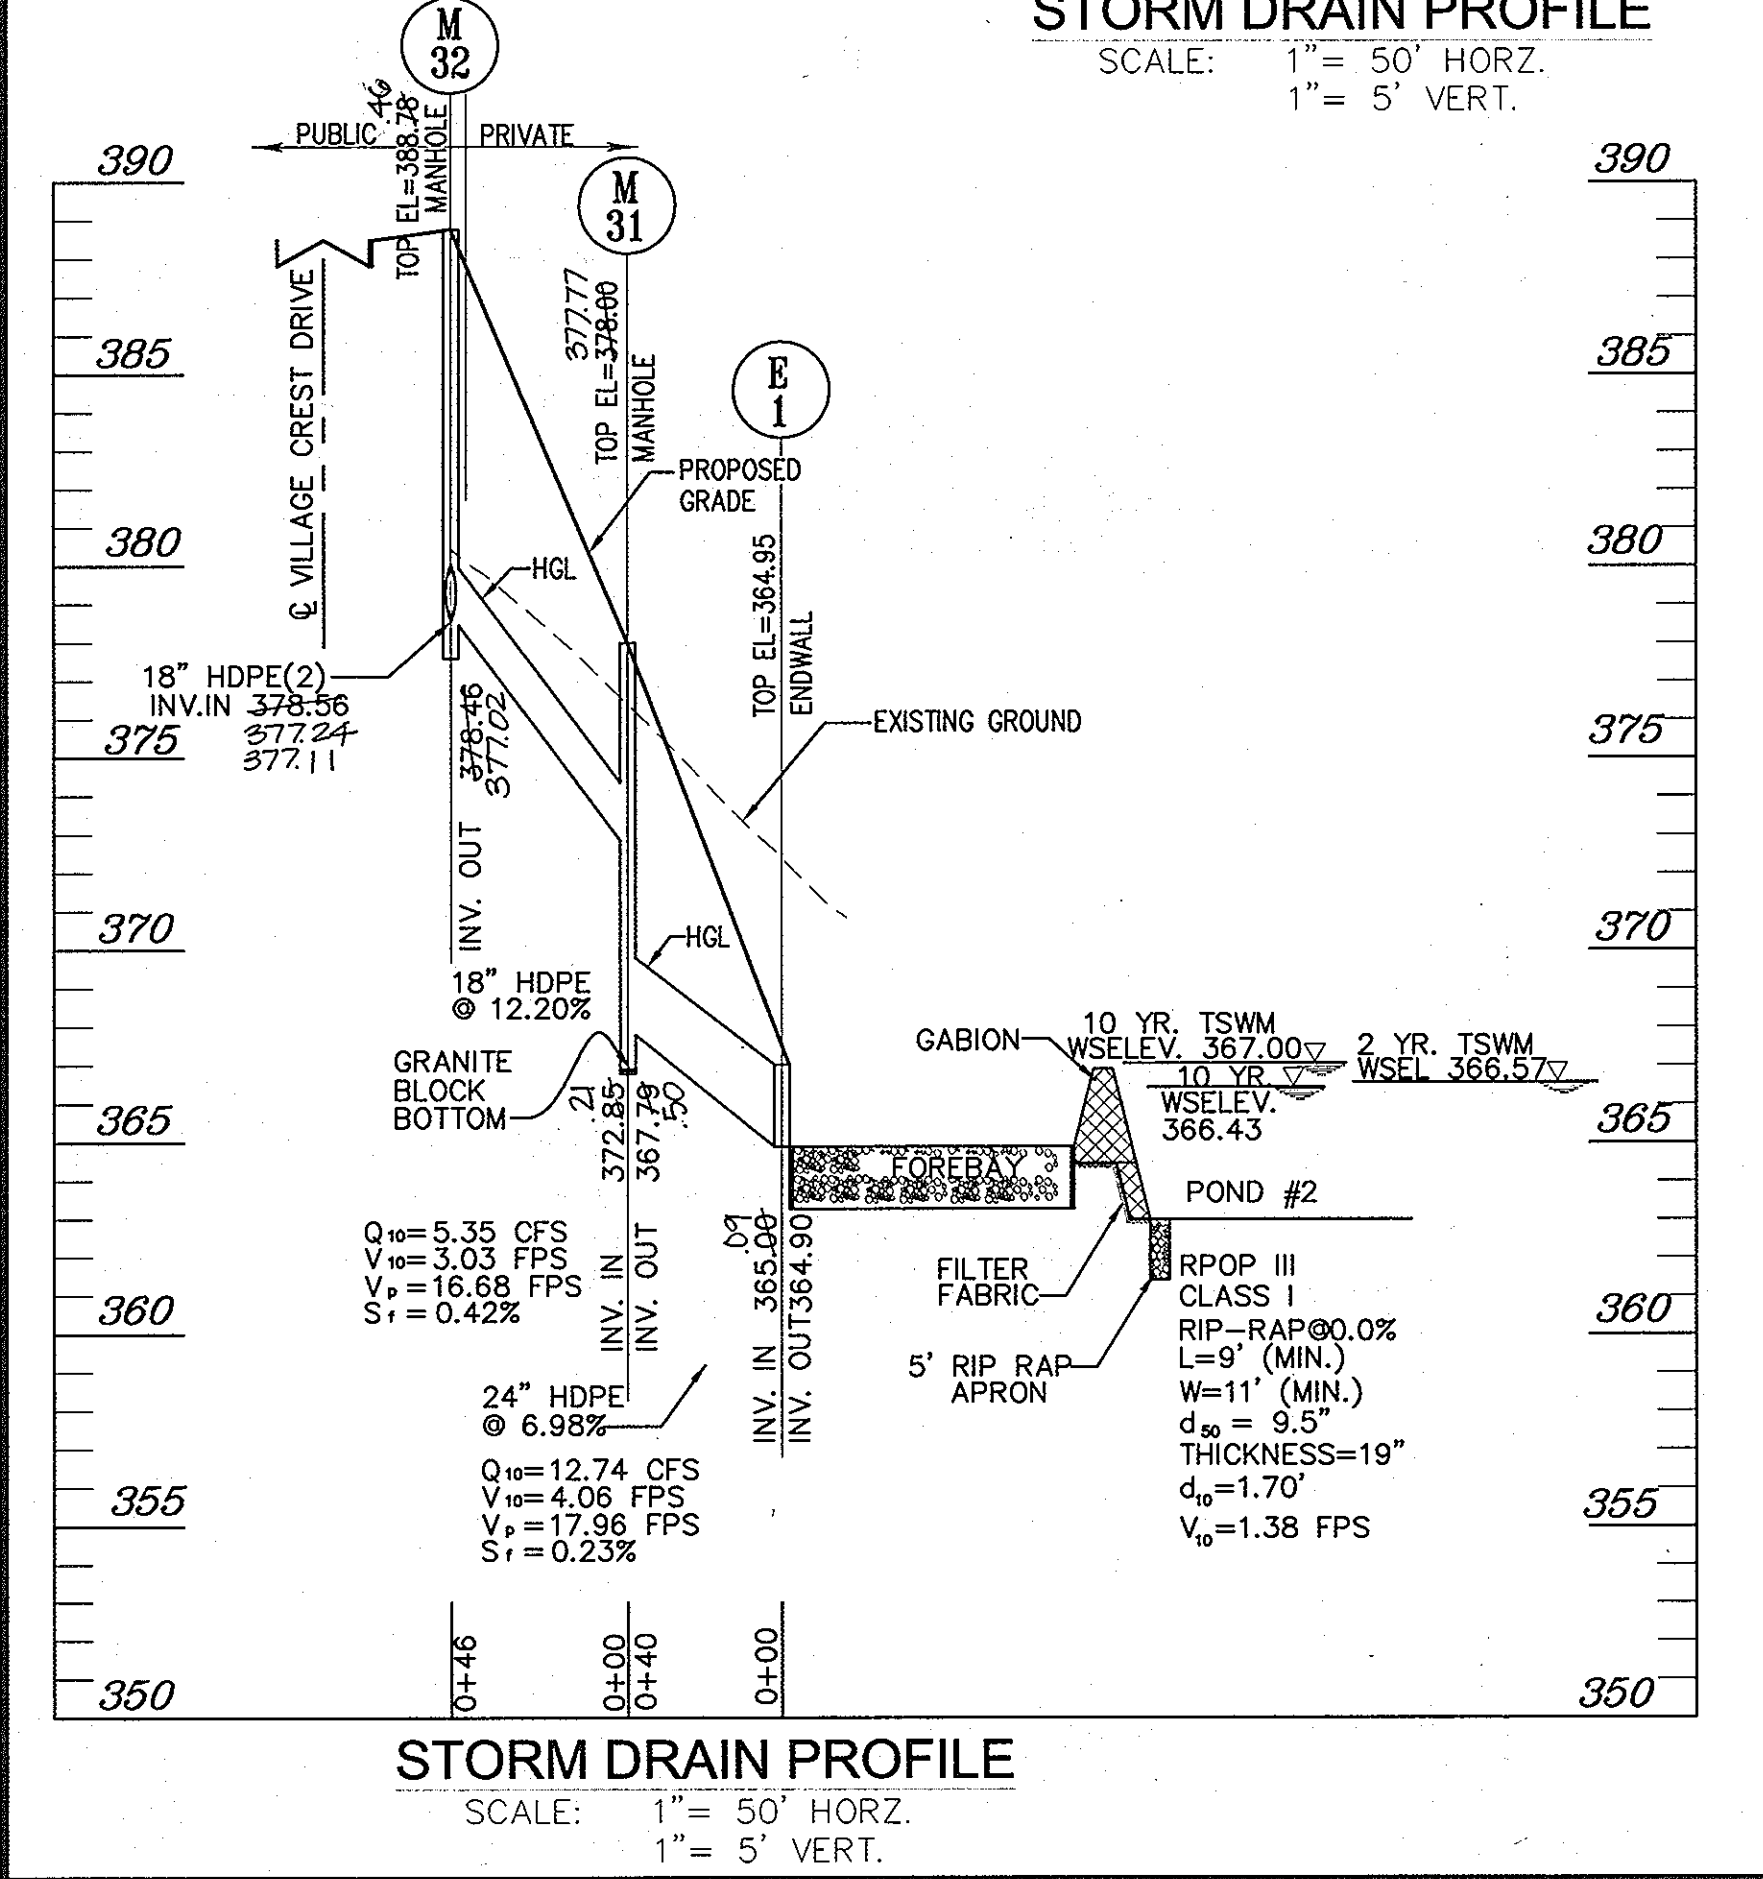 STORM DRAIN PROFILE
SCALE: 1"= 50' HORZ.
1"= 5' VERT.
M
32
.46
TOP EL=388.78
MANHOLE
PUBLIC
PRIVATE
M
31
377.77
TOP EL=378.00
MANHOLE
E
1
TOP EL=364.95
ENDWALL
390
385
380
375
370
365
360
355
350
390
385
380
375
370
365
360
355
350
℄ VILLAGE CREST DRIVE
PROPOSED
GRADE
HGL
18" HDPE(2)
INV.IN 378.56
377.24
377.11
378.46
377.02
INV. OUT
EXISTING GROUND
HGL
18" HDPE
@ 12.20%
GRANITE
BLOCK
BOTTOM
.21
INV. IN 372.85
INV. OUT 367.79
.50
GABION
10 YR. TSWM
WSELEV. 367.00
2 YR. TSWM
WSEL 366.57
10 YR.
WSELEV.
366.43
FOREBAY
POND #2
Q10=5.35 CFS
V10=3.03 FPS
Vp=16.68 FPS
Sf=0.42%
.09
INV. IN 365.00
INV. OUT364.90
FILTER
FABRIC
5' RIP RAP
APRON
RPOP III
CLASS I
RIP-RAP@0.0%
L=9' (MIN.)
W=11' (MIN.)
d50 = 9.5"
THICKNESS=19"
d10=1.70'
V10=1.38 FPS
24" HDPE
@ 6.98%
Q10=12.74 CFS
V10=4.06 FPS
Vp=17.96 FPS
Sf=0.23%
0+46
0+00
0+40
0+00
STORM DRAIN PROFILE
SCALE: 1"= 50' HORZ.
1"= 5' VERT.